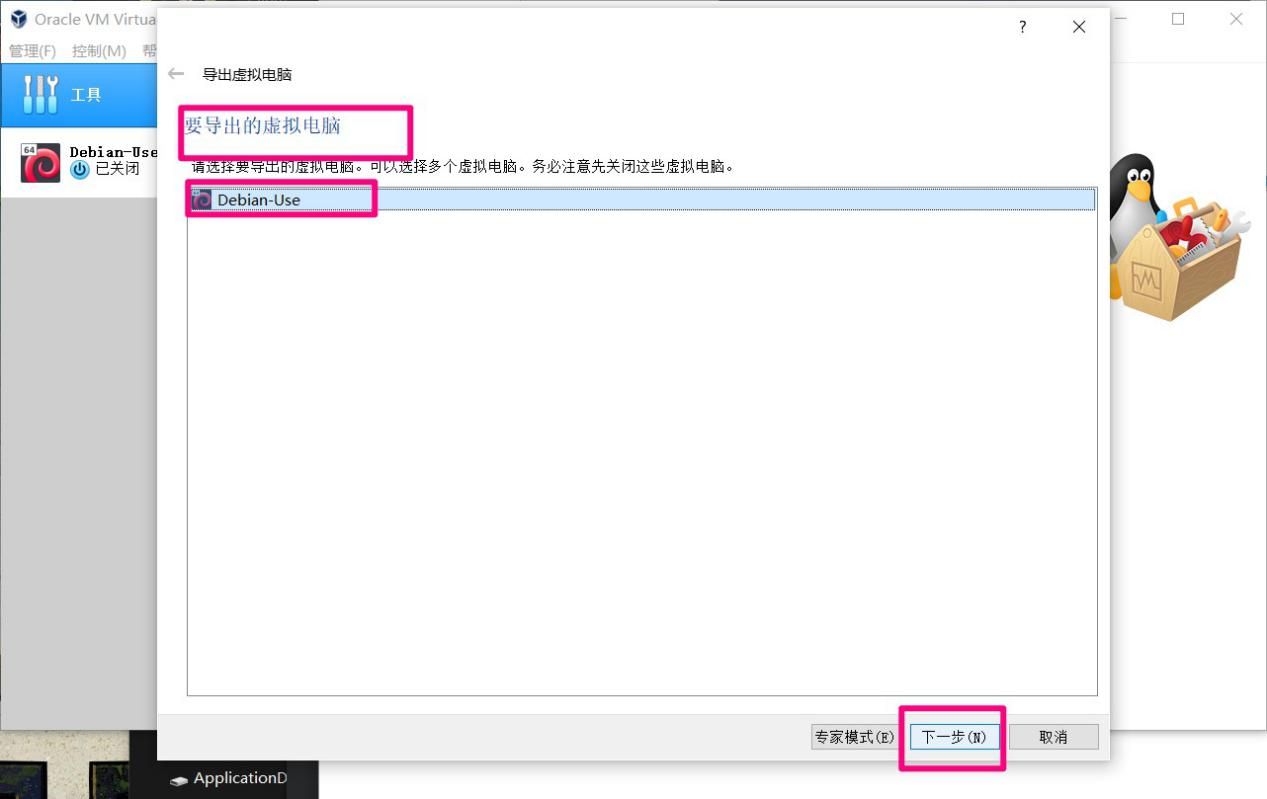 Oracle VM Virtua
?
管理(F) 控制(M) 帮
导出虚拟电脑
工具
要导出的虚拟电脑
64
Debian-Use
已关闭
请选择要导出的虚拟电脑。可以选择多个虚拟电脑。务必注意先关闭这些虚拟电脑。
Debian-Use
专家模式(E) 下一步(N) 取消
ApplicationD